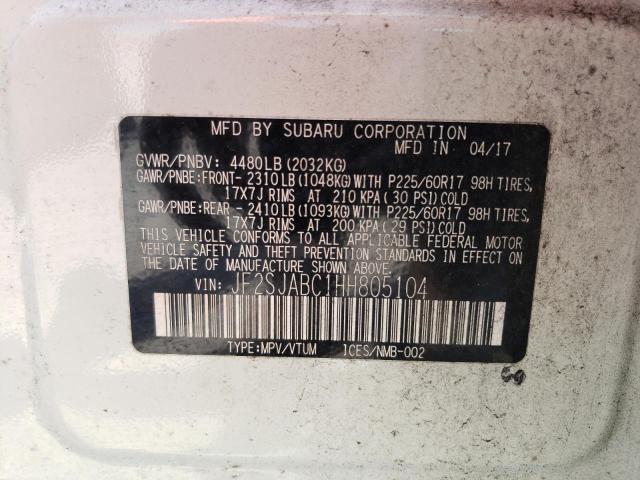 MFD BY SUBARU CORPORATION
MFD IN 04/17
GVWR/PNBV: 4480LB (2032KG)
GAWR/PNBE:FRONT- 2310LB (1048KG)WITH P225/60R17 98H TIRES,
17X7J RIMS AT 210 KPA ( 30 PSI) COLD
GAWR/PNBE:REAR - 2410LB (1093KG)WITH P225/60R17 98H TIRES,
17X7J RIMS AT 200 KPA ( 29 PSI) COLD
THIS VEHICLE CONFORMS TO ALL APPLICABLE FEDERAL MOTOR
VEHICLE SAFETY AND THEFT PREVENTION STANDARDS IN EFFECT ON
THE DATE OF MANUFACTURE SHOWN ABOVE.
VIN: JF2SJABC1HH805104
TYPE:MPV/VTUM ICES/NMB-002